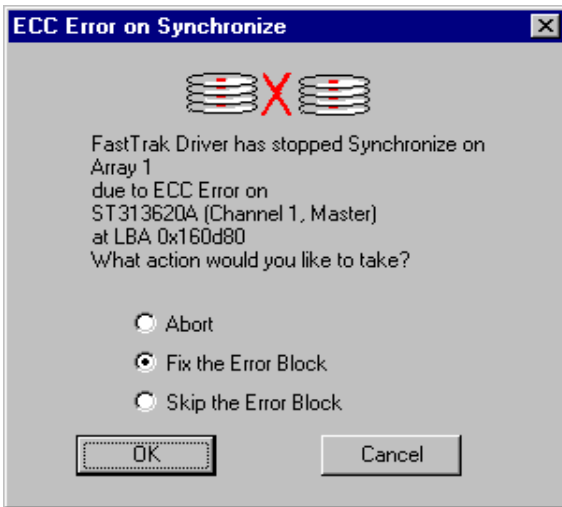 ECC Error on Synchronize
FastTrak Driver has stopped Synchronize on
Array 1
due to ECC Error on
ST313620A (Channel 1, Master)
at LBA 0x160d80
What action would you like to take?
Abort
Fix the Error Block
Skip the Error Block
OK Cancel